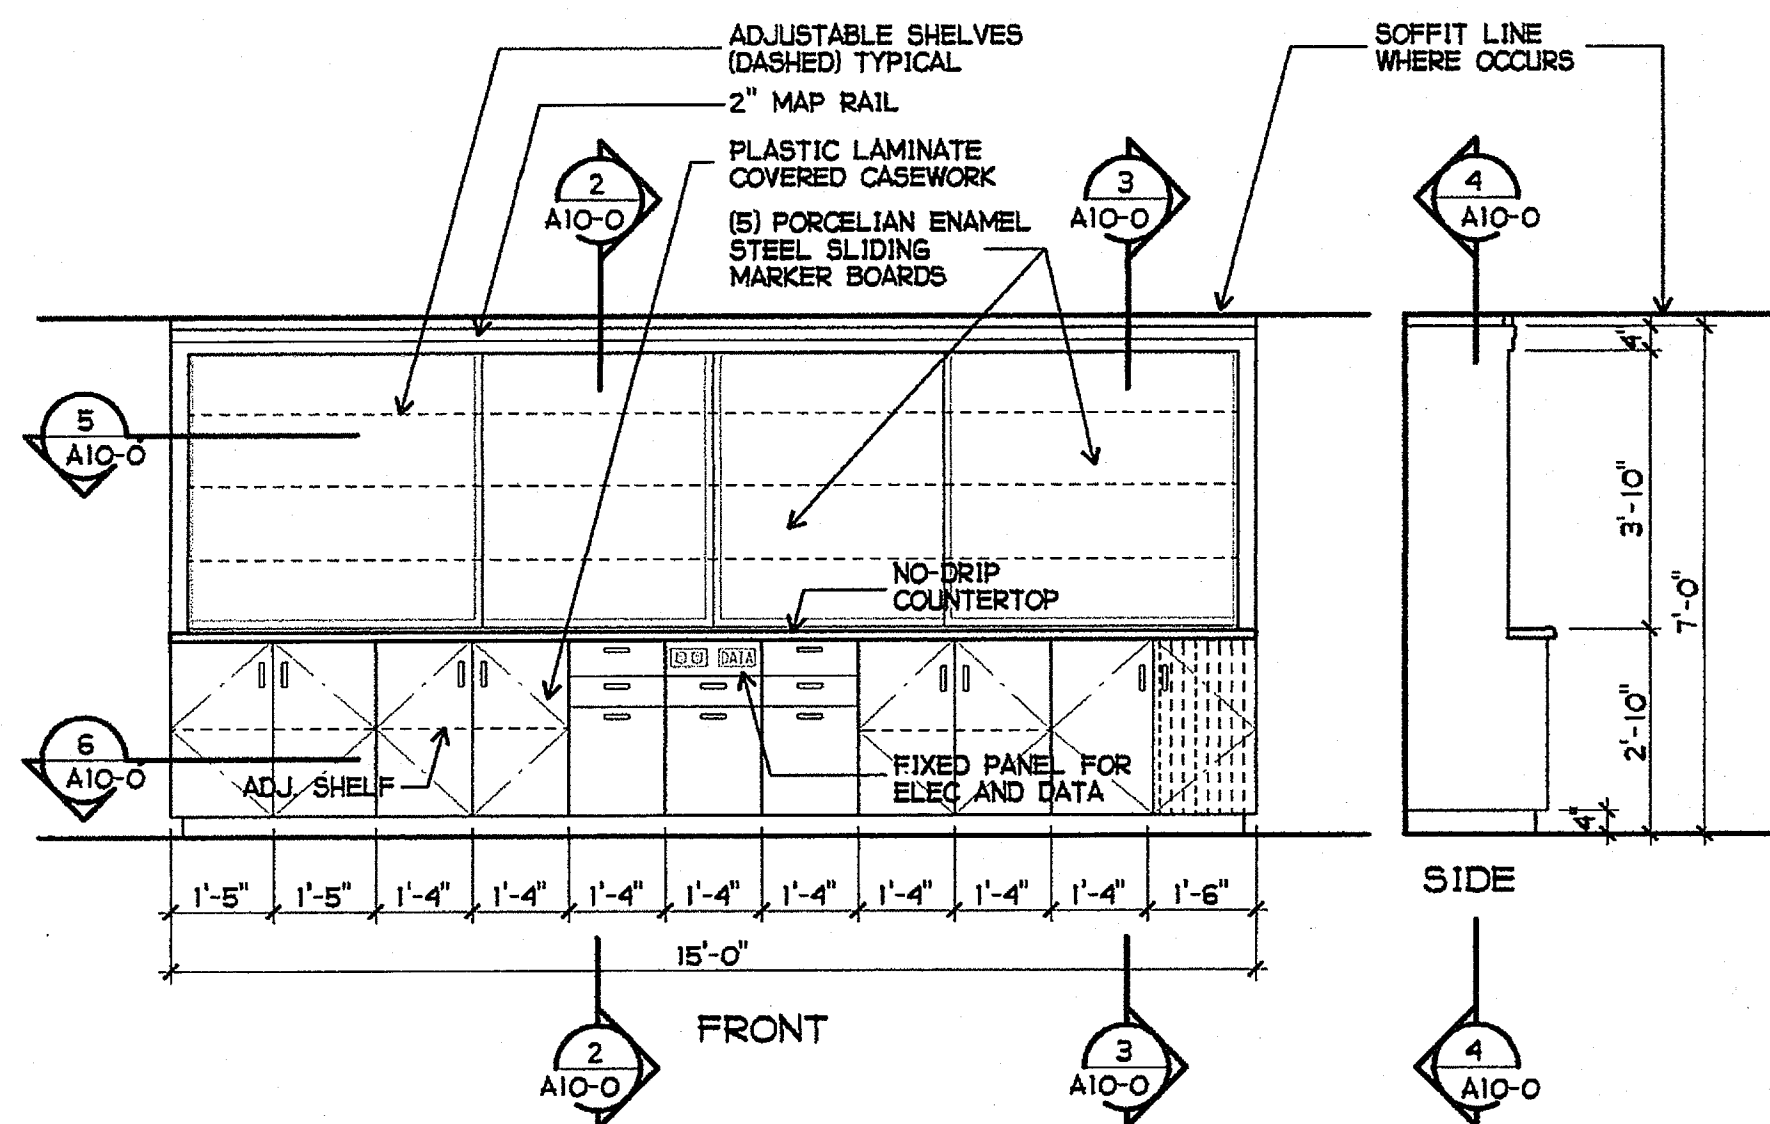 ADJUSTABLE SHELVES
(DASHED) TYPICAL
2" MAP RAIL
PLASTIC LAMINATE
COVERED CASEWORK
(5) PORCELIAN ENAMEL
STEEL SLIDING
MARKER BOARDS
SOFFIT LINE
WHERE OCCURS
2
A10-0
3
A10-0
4
A10-0
5
A10-0
6
A10-0
NO-DRIP
COUNTERTOP
DATA
ADJ. SHELF
FIXED PANEL FOR
ELEC AND DATA
4"
3'-10"
7'-0"
2'-10"
4"
1'-5" 1'-5" 1'-4" 1'-4" 1'-4" 1'-4" 1'-4" 1'-4" 1'-4" 1'-4" 1'-6"
15'-0"
FRONT
SIDE
2
A10-0
3
A10-0
4
A10-0